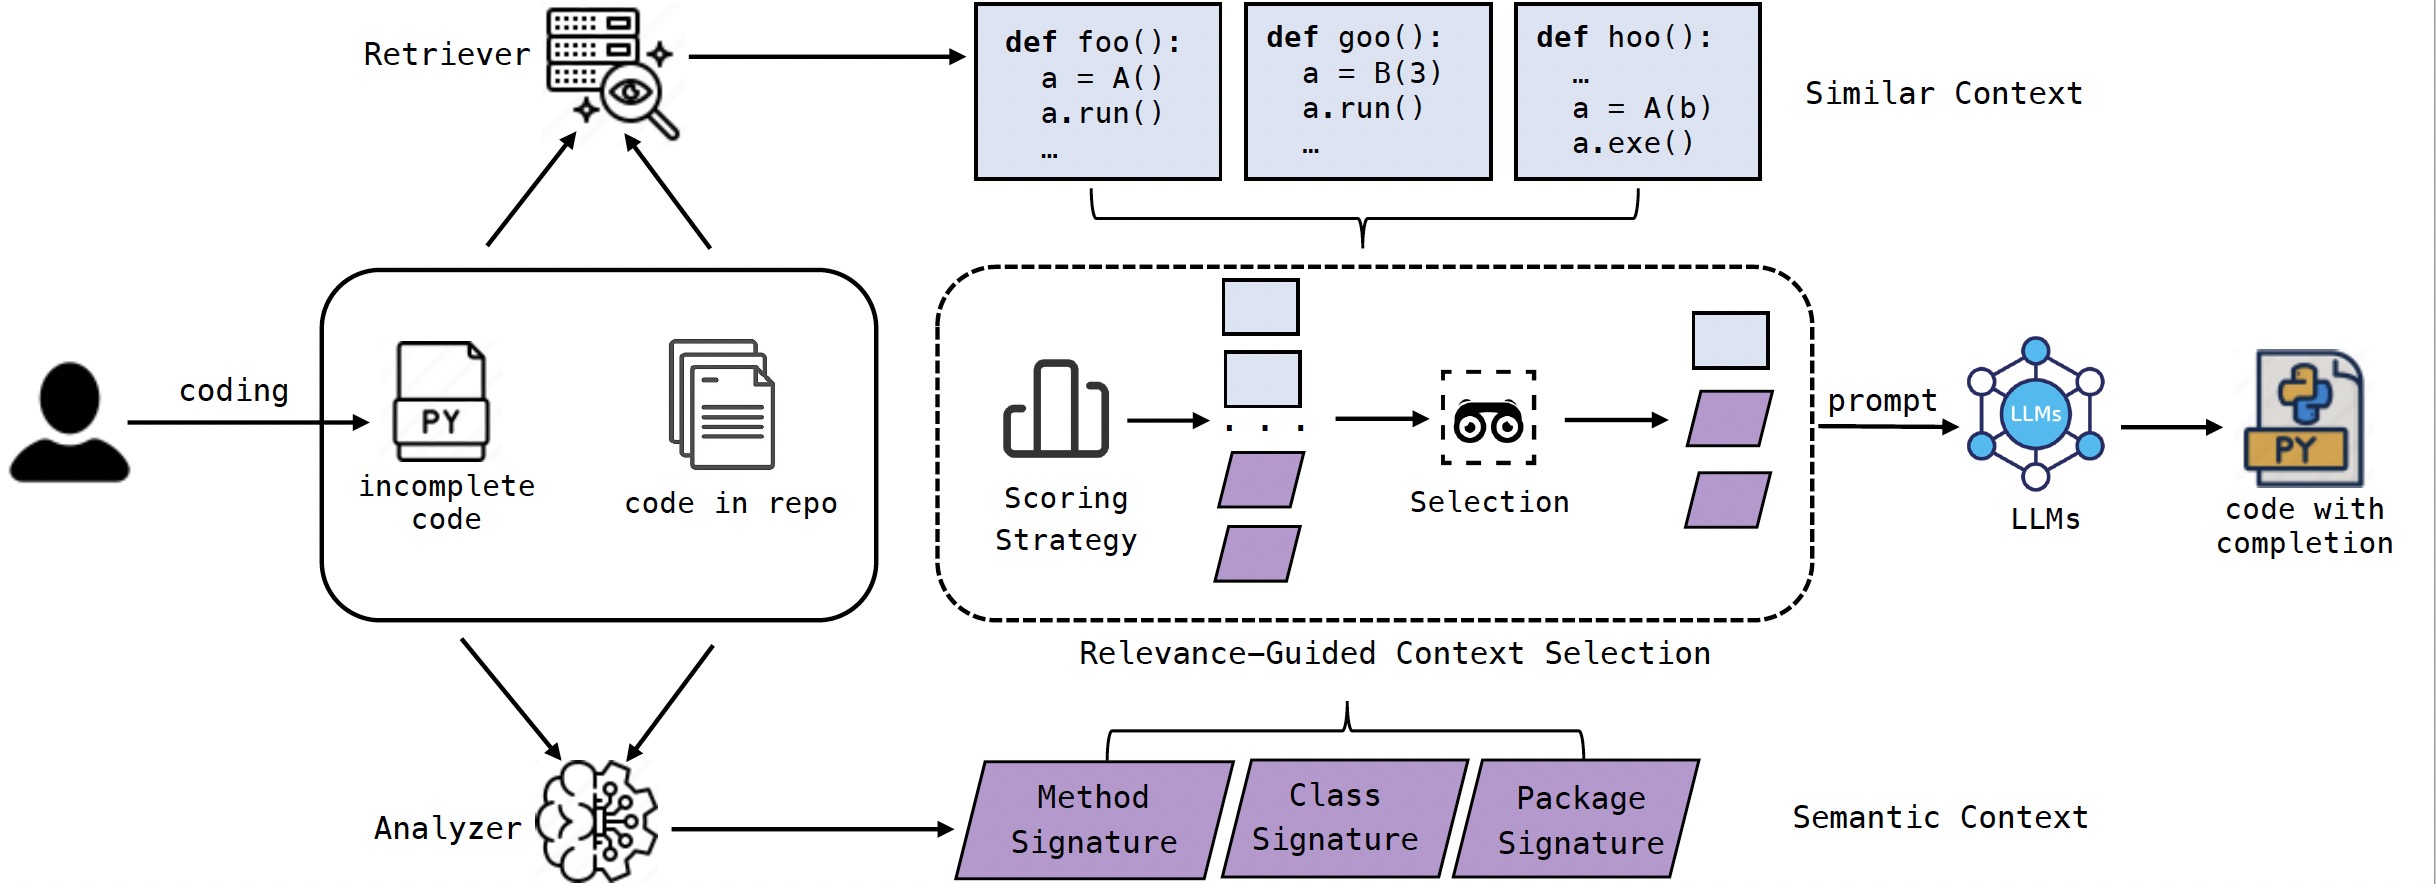 Retriever
def foo():
a = A()
a.run()
…
def goo():
a = B(3)
a.run()
…
def hoo():
…
a = A(b)
a.exe()
Similar Context
coding
PY
incomplete
code
code in repo
Scoring
Strategy
. . .
Selection
prompt
LLMs
LLMs
PY
code with
completion
Relevance-Guided Context Selection
Analyzer
Method
Signature
Class
Signature
Package
Signature
Semantic Context